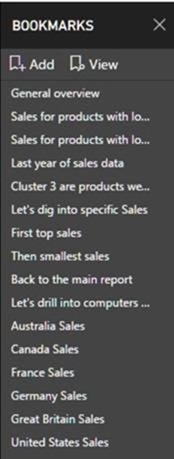 BOOKMARKS
Add View
General overview
Sales for products with lo...
Sales for products with lo...
Last year of sales data
Cluster 3 are products we...
Let's dig into specific Sales
First top sales
Then smallest sales
Back to the main report
Let's drill into computers ...
Australia Sales
Canada Sales
France Sales
Germany Sales
Great Britain Sales
United States Sales